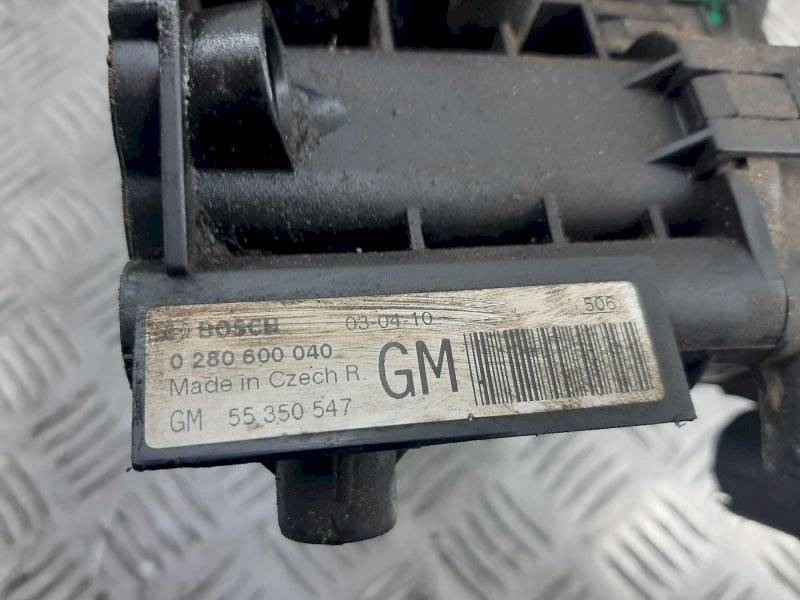 BOSCH 03-04-10 506
0 280 600 040
Made in Czech R.
GM 55 350 547
GM